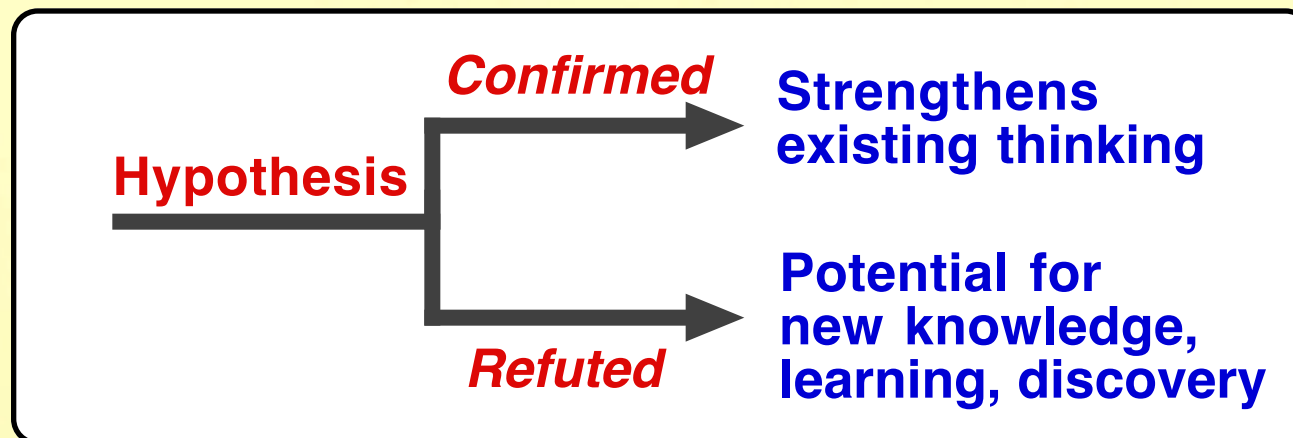 Hypothesis
Confirmed
Strengthens
existing thinking
Refuted
Potential for
new knowledge,
learning, discovery